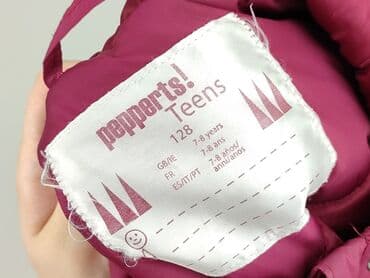 pepperts!
Teens
128
GB/IE 7-8 years
FR 7-8 ans
ES/IT/PT 7-8 años/
anni/anos